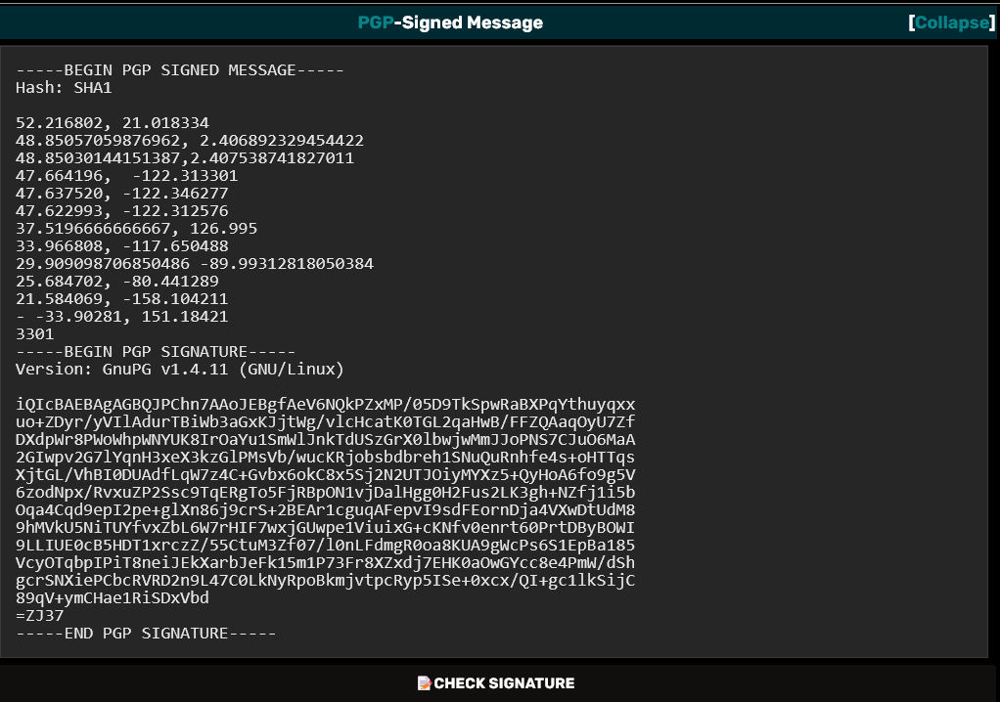 PGP-Signed Message
[Collapse]
-----BEGIN PGP SIGNED MESSAGE-----
Hash: SHA1
52.216802, 21.018334
48.85057059876962, 2.406892329454422
48.85030144151387,2.407538741827011
47.664196,  -122.313301
47.637520, -122.346277
47.622993, -122.312576
37.5196666666667, 126.995
33.966808, -117.650488
29.909098706850486 -89.99312818050384
25.684702, -80.441289
21.584069, -158.104211
- -33.90281, 151.18421
3301
-----BEGIN PGP SIGNATURE-----
Version: GnuPG v1.4.11 (GNU/Linux)
iQIcBAEBAgAGBQJPChn7AAoJEBgfAeV6NQkPZxMP/05D9TkSpwRaBXPqYthuyqxx
uo+ZDyr/yVIlAdurTBiWb3aGxKJjtWg/vlcHcatK0TGL2qaHwB/FFZQAaqOyU7Zf
DXdpWr8PWoWhpWNYUK8IrOaYu1SmWlJnkTdUSzGrX0lbwjwMmJJoPNS7CJuO6MaA
2GIwpv2G7lYqnH3xeX3kzGlPMsVb/wucKRjobsbdbreh1SNuQuRnhfe4s+oHTTqs
XjtGL/VhBI0DUAdfLqW7z4C+Gvbx6okC8x5Sj2N2UTJOiyMYXz5+QyHoA6fo9g5V
6zodNpx/RvxuZP2Ssc9TqERgTo5FjRBpON1vjDalHgg0H2Fus2LK3gh+NZfj1i5b
Oqa4Cqd9epI2pe+glXn86j9crS+2BEAr1cguqAFepvI9sdFEornDja4VXwDtUdM8
9hMVkU5NiTUYfvxZbL6W7rHIF7wxjGUwpe1ViuixG+cKNfv0enrt60PrtDByBOWI
9LLIUE0cB5HDT1xrczZ/55CtuM3Zf07/l0nLFdmgR0oa8KUA9gWcPs6S1EpBa185
VcyOTqbpIPiT8neiJEkXarbJeFk15m1P73Fr8XZxdj7EHK0aOwGYcc8e4PmW/dSh
gcrSNXiePCbcRVRD2n9L47C0LkNyRpoBkmjvtpcRyp5ISe+0xcx/QI+gc1lkSijC
89qV+ymCHae1RiSDxVbd
=ZJ37
-----END PGP SIGNATURE-----
CHECK SIGNATURE